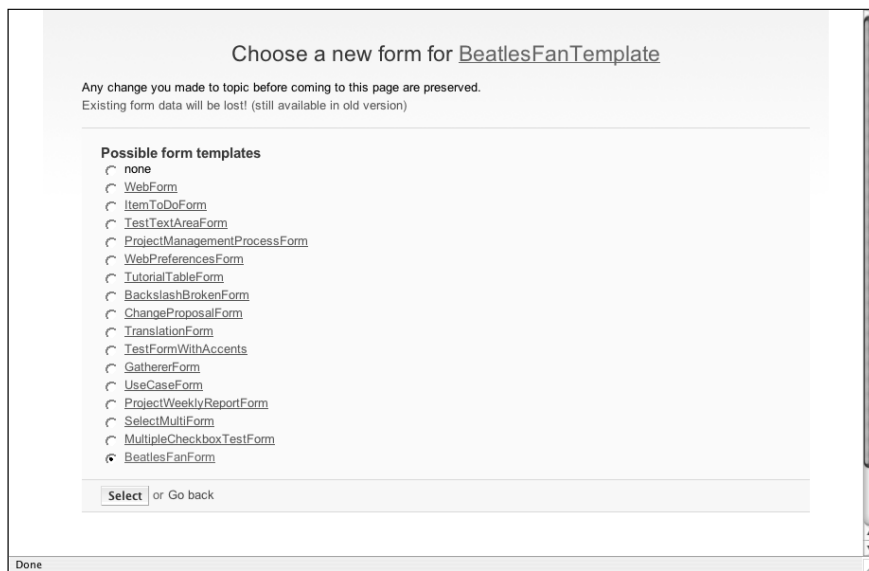 Choose a new form for BeatlesFanTemplate
Any change you made to topic before coming to this page are preserved.
Existing form data will be lost! (still available in old version)
Possible form templates
none
WebForm
ItemToDoForm
TestTextAreaForm
ProjectManagementProcessForm
WebPreferencesForm
TutorialTableForm
BackslashBrokenForm
ChangeProposalForm
TranslationForm
TestFormWithAccents
GathererForm
UseCaseForm
ProjectWeeklyReportForm
SelectMultiForm
MultipleCheckboxTestForm
BeatlesFanForm
Select or Go back
Done